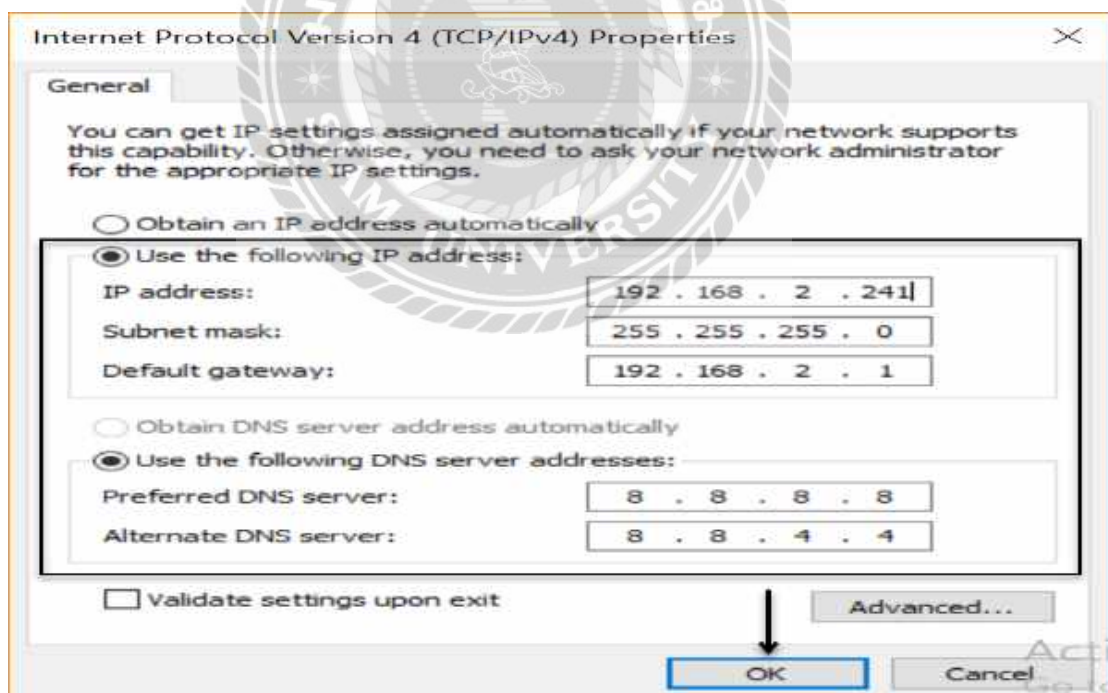 Internet Protocol Version 4 (TCP/IPv4) Properties
General
You can get IP settings assigned automatically if your network supports
this capability. Otherwise, you need to ask your network administrator
for the appropriate IP settings.
Obtain an IP address automatically
Use the following IP address:
IP address: 192 . 168 . 2 . 241
Subnet mask: 255 . 255 . 255 . 0
Default gateway: 192 . 168 . 2 . 1
Obtain DNS server address automatically
Use the following DNS server addresses:
Preferred DNS server: 8 . 8 . 8 . 8
Alternate DNS server: 8 . 8 . 4 . 4
Validate settings upon exit
Advanced...
OK
Cancel
UNIVERSITY